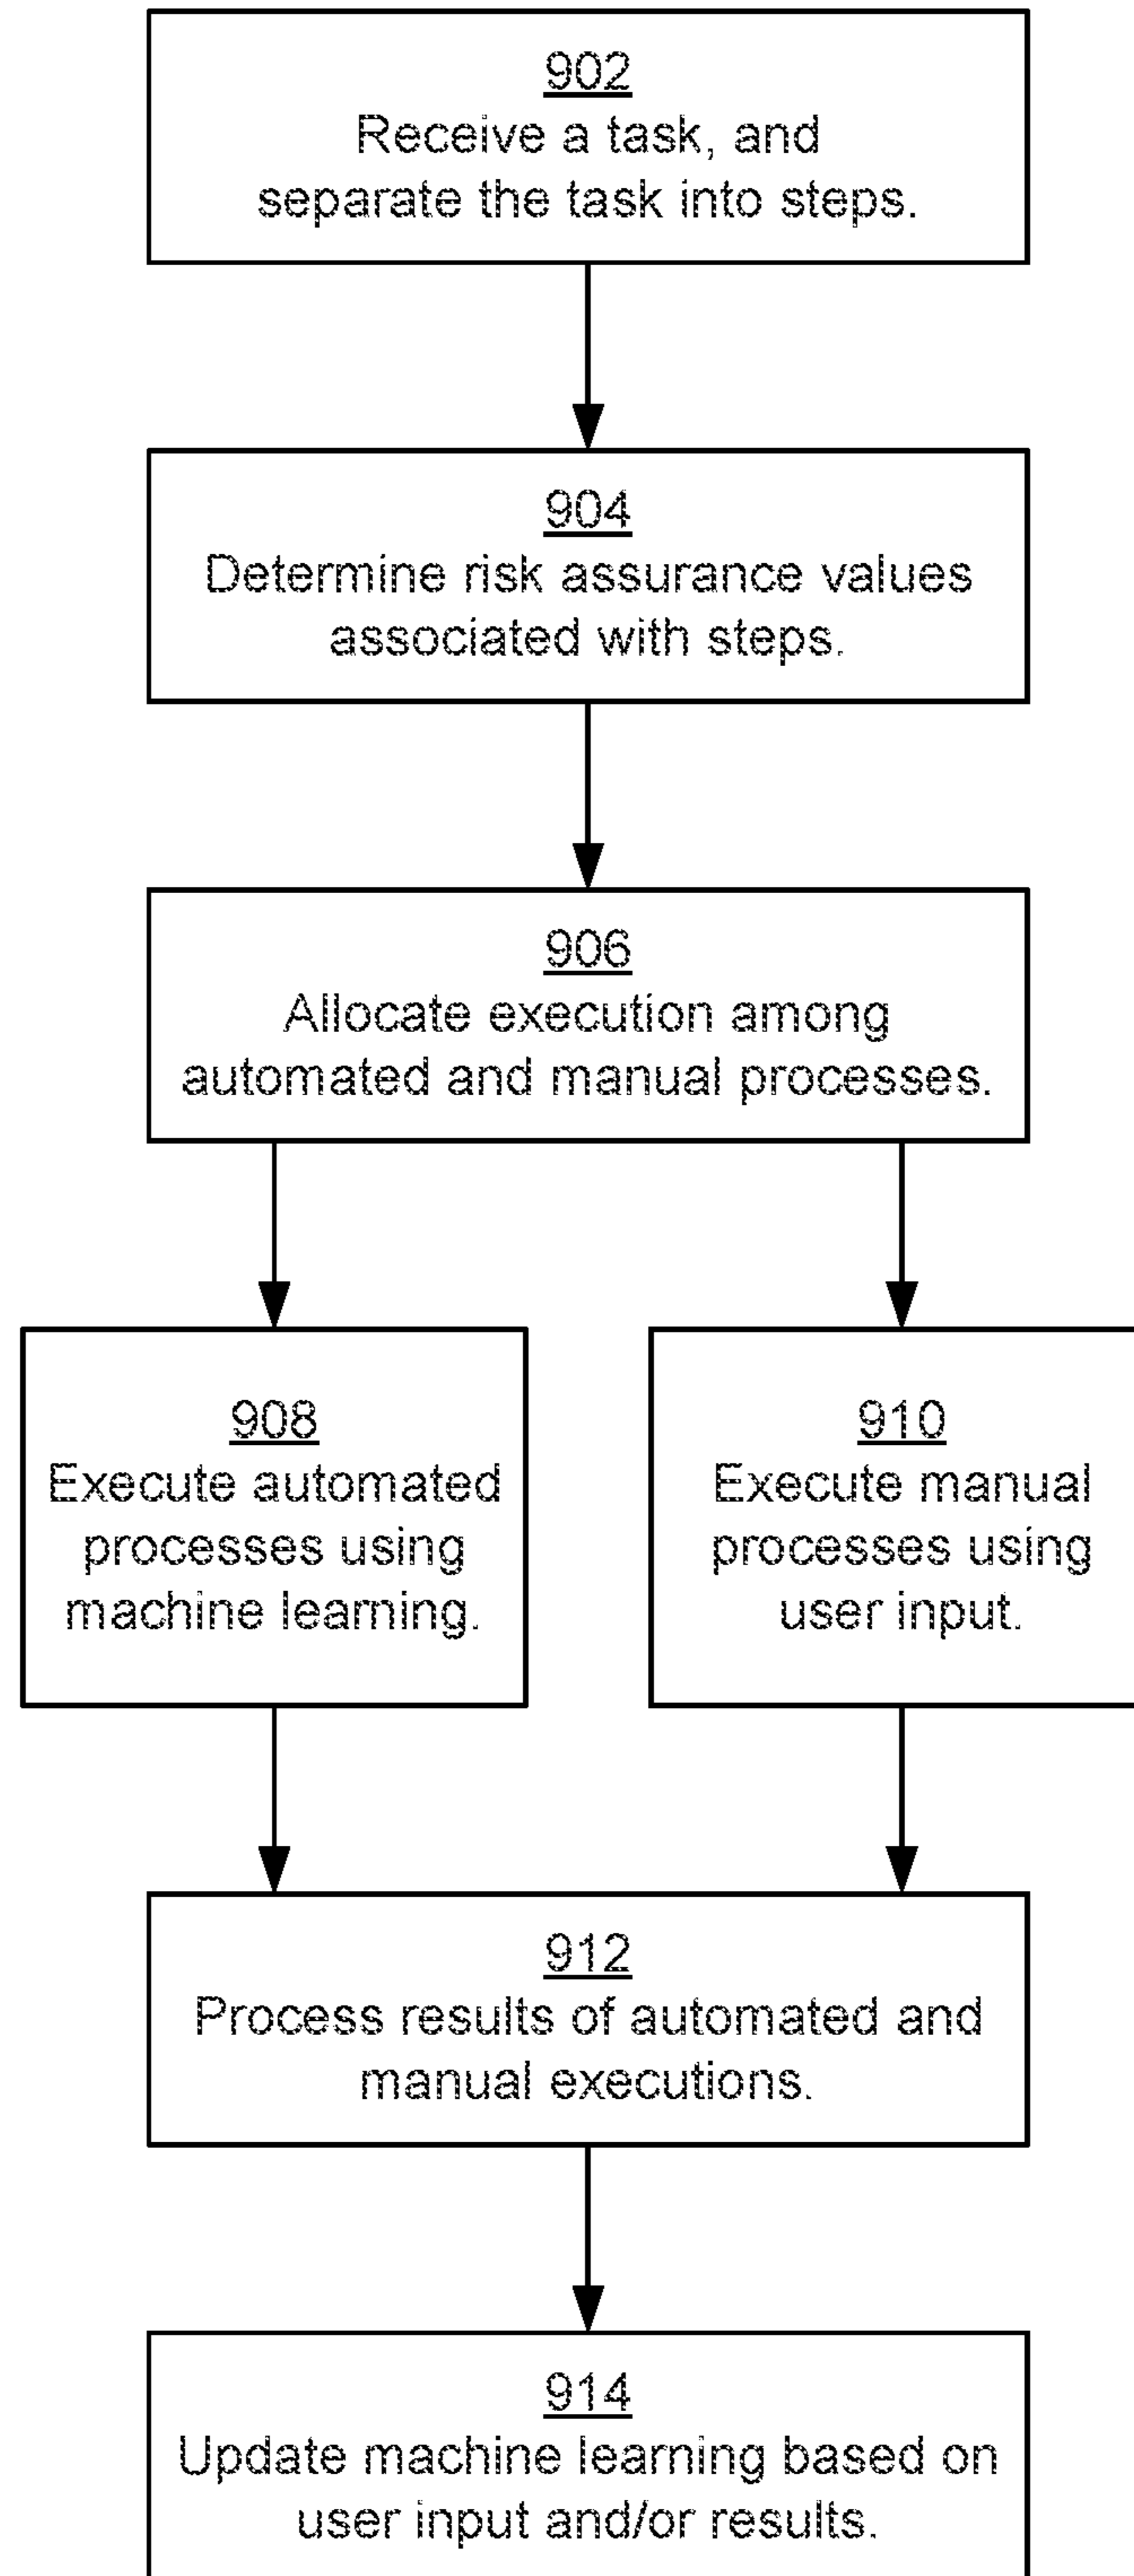 902
Receive a task, and
separate the task into steps.
904
Determine risk assurance values
associated with steps.
906
Allocate execution among
automated and manual processes.
908
Execute automated
processes using
machine learning.
910
Execute manual
processes using
user input.
912
Process results of automated and
manual executions.
914
Update machine learning based on
user input and/or results.